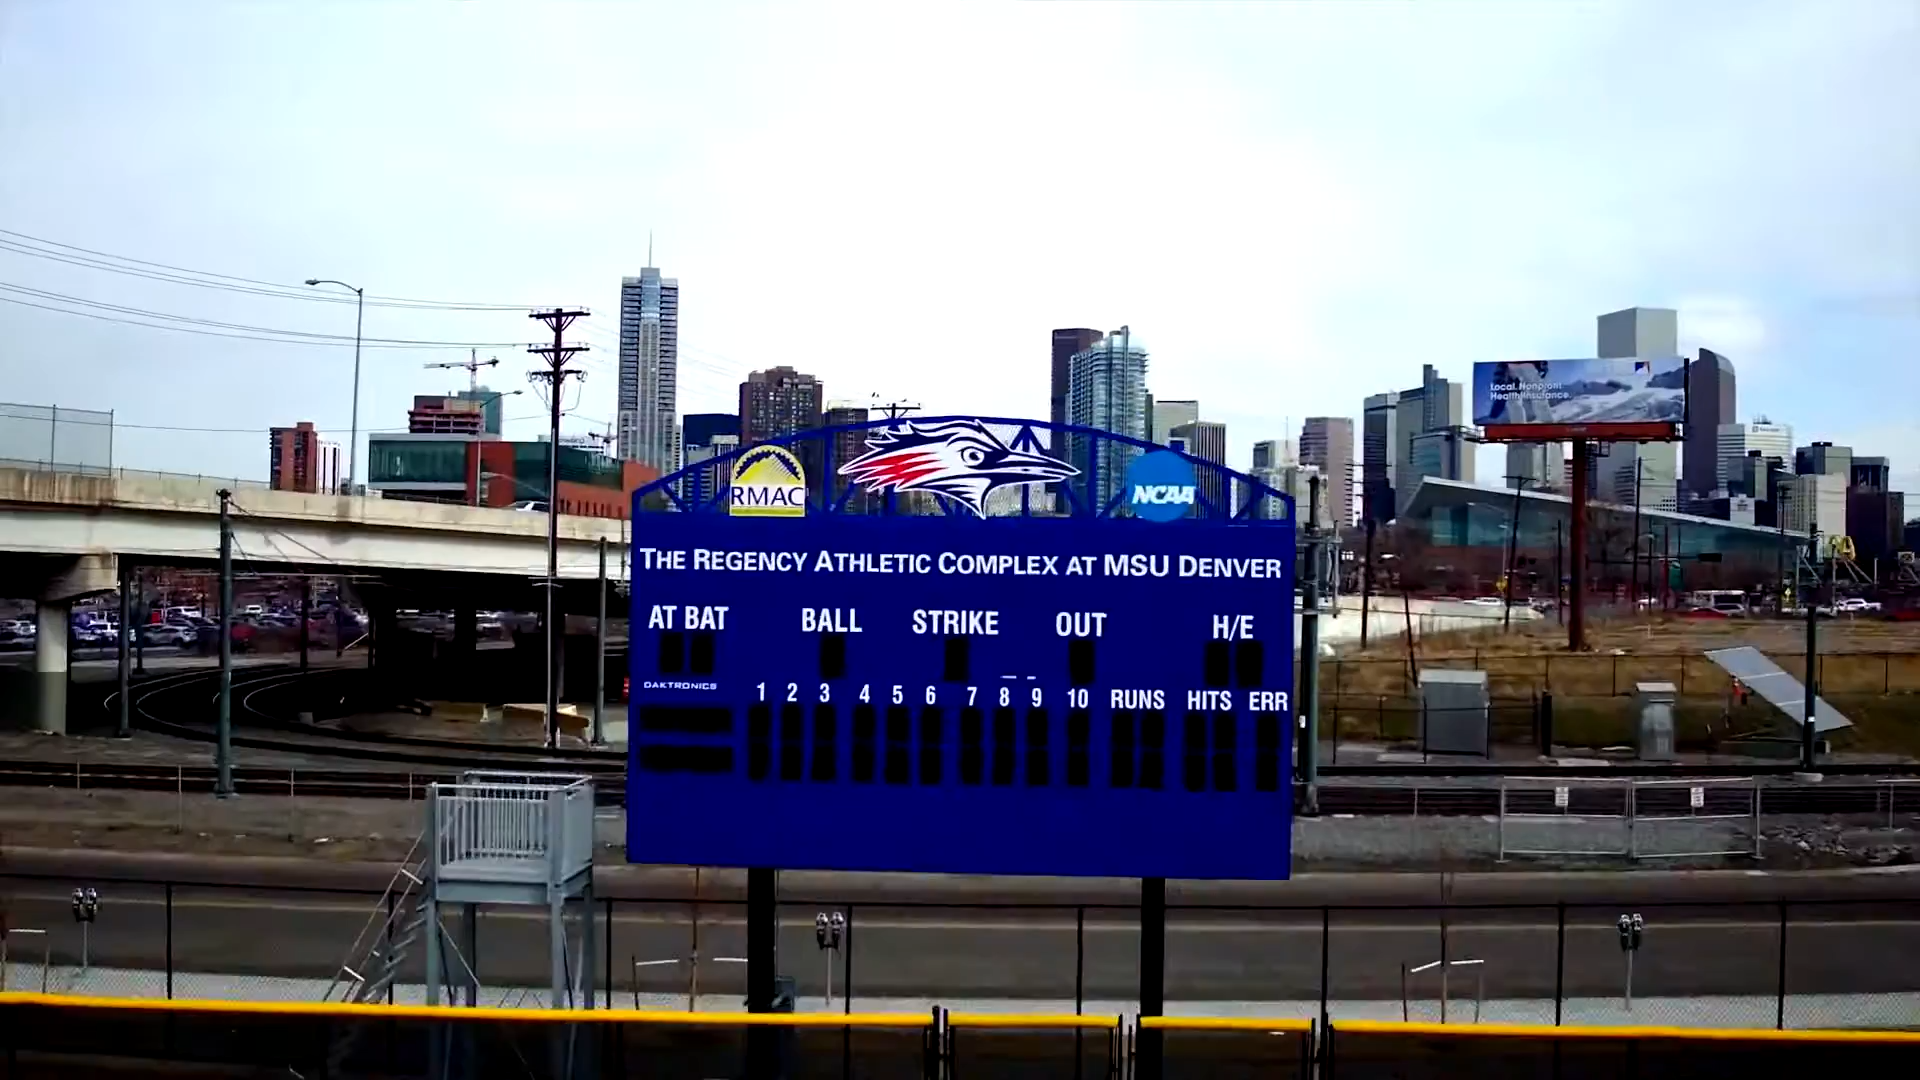 Local. Nonprofit.
Health Insurance.
RMAC
NCAA
THE REGENCY ATHLETIC COMPLEX AT MSU DENVER
AT BAT BALL STRIKE OUT H/E
DAKTRONICS
1 2 3 4 5 6 7 8 9 10 RUNS HITS ERR